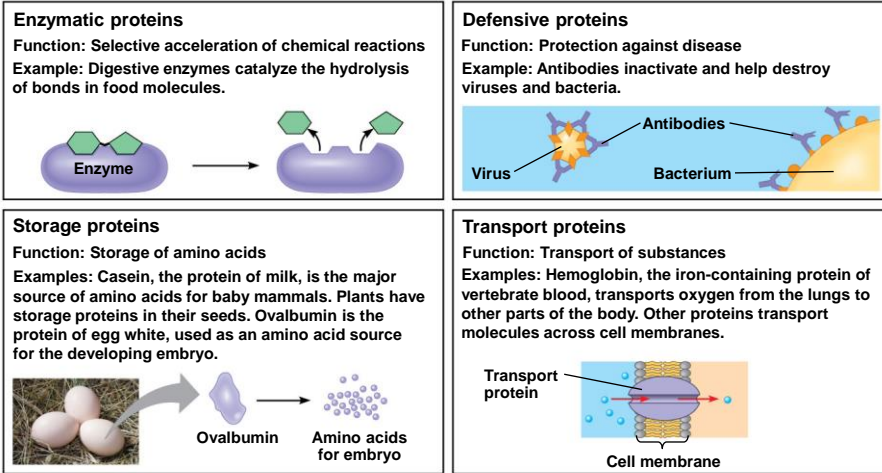 Enzymatic proteins
Function: Selective acceleration of chemical reactions
Example: Digestive enzymes catalyze the hydrolysis
of bonds in food molecules.
Enzyme
Defensive proteins
Function: Protection against disease
Example: Antibodies inactivate and help destroy
viruses and bacteria.
Antibodies
Virus
Bacterium
Storage proteins
Function: Storage of amino acids
Examples: Casein, the protein of milk, is the major
source of amino acids for baby mammals. Plants have
storage proteins in their seeds. Ovalbumin is the
protein of egg white, used as an amino acid source
for the developing embryo.
Ovalbumin
Amino acids
for embryo
Transport proteins
Function: Transport of substances
Examples: Hemoglobin, the iron-containing protein of
vertebrate blood, transports oxygen from the lungs to
other parts of the body. Other proteins transport
molecules across cell membranes.
Transport
protein
Cell membrane